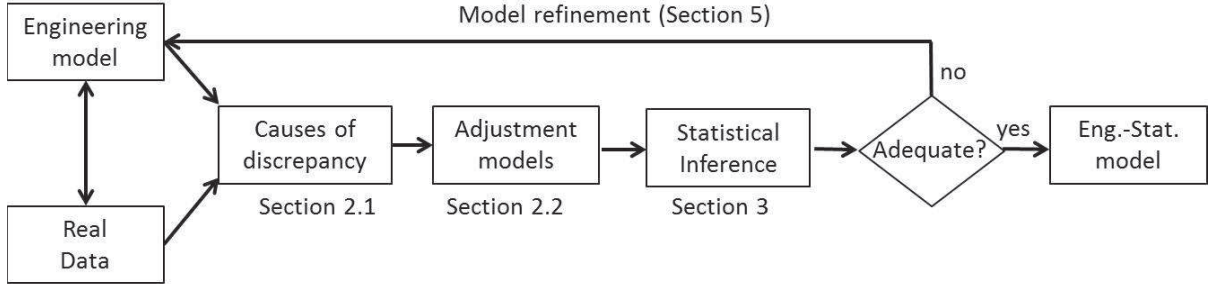 Model refinement (Section 5)
Engineering
model
no
Causes of
discrepancy
Adjustment
models
Statistical
Inference
Adequate?
yes
Eng.-Stat.
model
Section 2.1
Section 2.2
Section 3
Real
Data